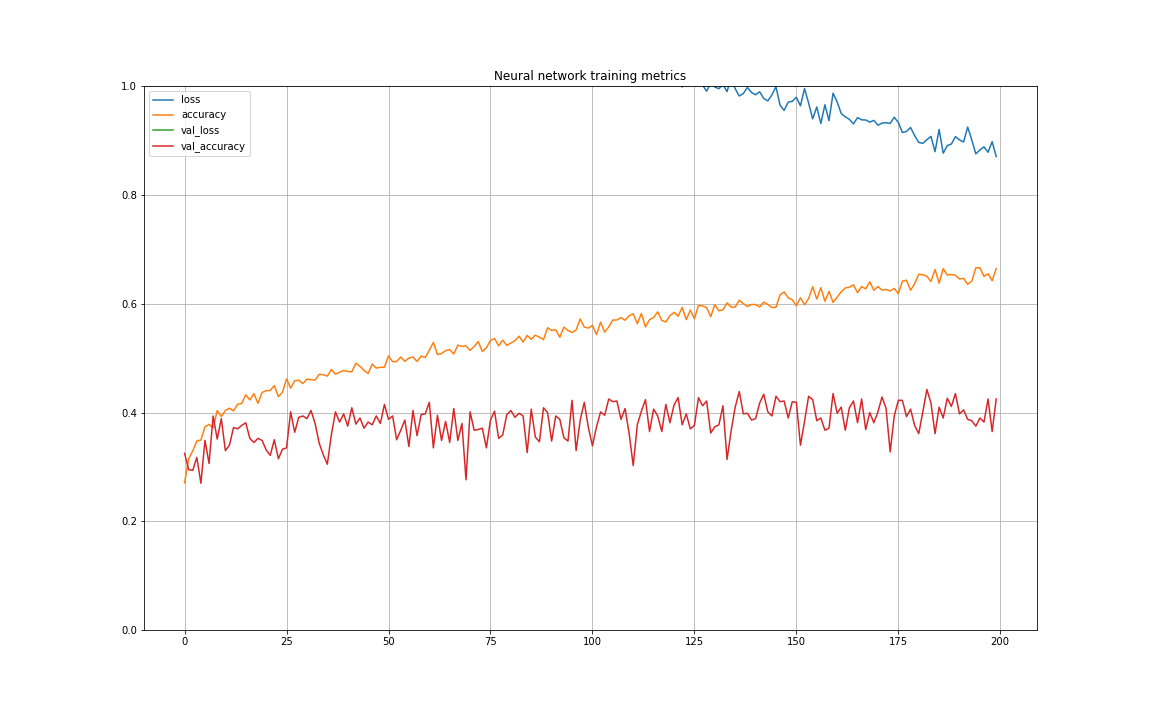 Neural network training metrics
1.0
loss
accuracy
val_loss
val_accuracy
0.8
0.6
0.4
0.2
0.0
0 25 50 75 100 125 150 175 200